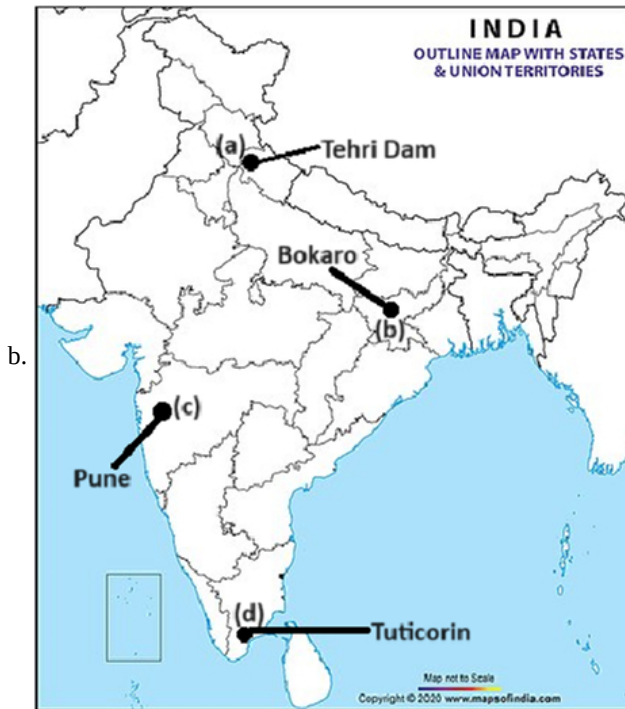 INDIA
OUTLINE MAP WITH STATES
& UNION TERRITORIES
(a)
Tehri Dam
Bokaro
(b)
b.
(c)
Pune
(d)
Tuticorin
Map not to Scale
Copyright © 2020 www.mapsofindia.com